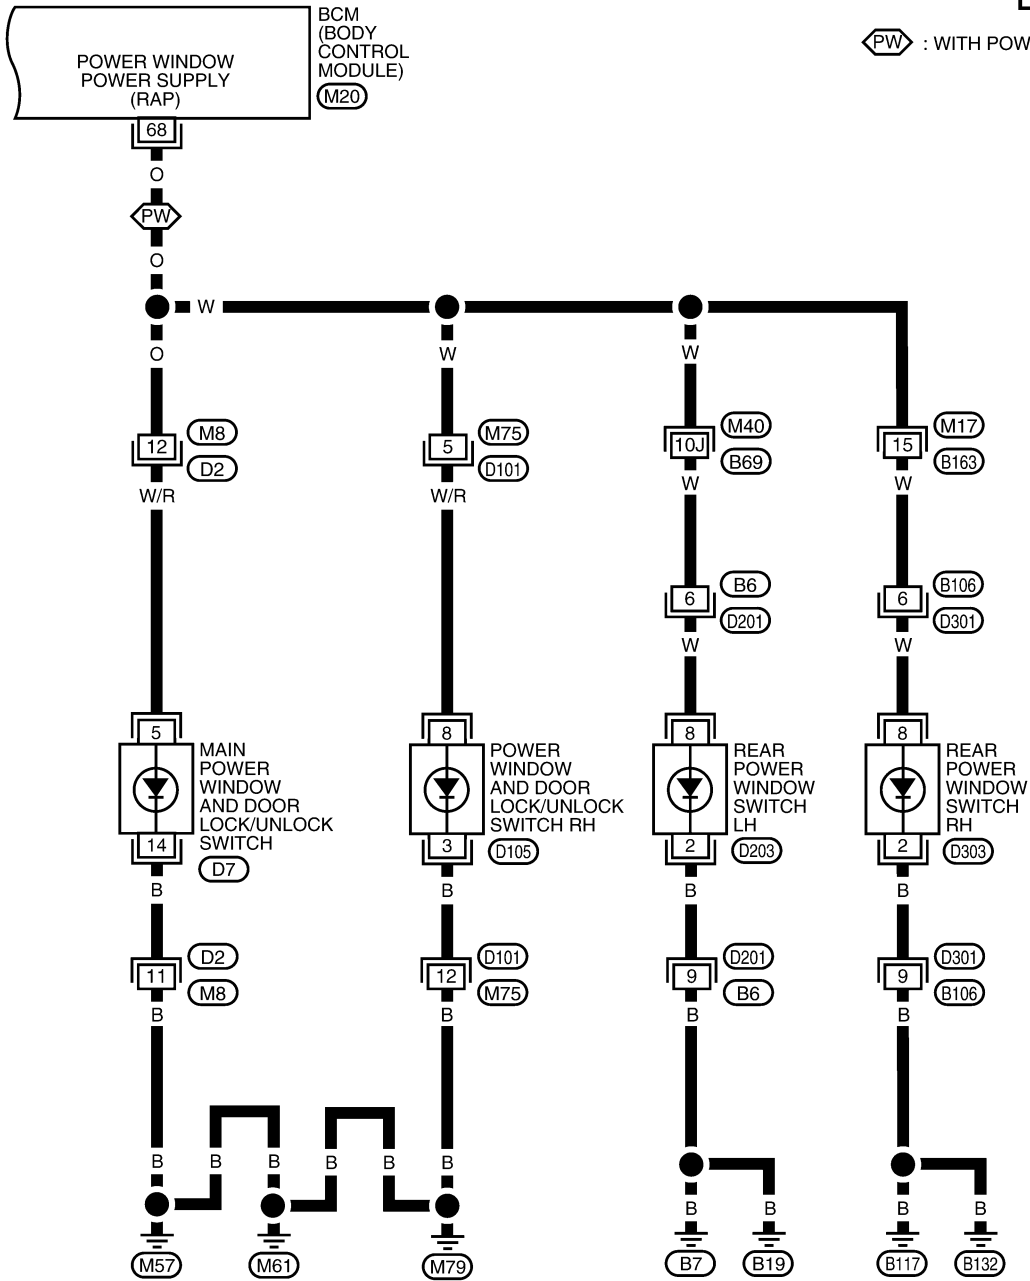 BCM
(BODY
CONTROL
MODULE)
M20
PW : WITH POW
POWER WINDOW
POWER SUPPLY
(RAP)
68
O
PW
O
W
O W W
12 M8 D2
5 M75 D101
10J M40 B69
15 M17 B163
W/R W/R W W
6 B6 D201
6 B106 D301
W W
5 8 8 8
MAIN
POWER
WINDOW
AND DOOR
LOCK/UNLOCK
SWITCH
D7
14
POWER
WINDOW
AND DOOR
LOCK/UNLOCK
SWITCH RH
D105
3
REAR
POWER
WINDOW
SWITCH
LH
D203
2
REAR
POWER
WINDOW
SWITCH
RH
D303
2
B B B B
11 D2 M8
12 D101 M75
9 D201 B6
9 D301 B106
B B B B
B B B B B B
B B B B
M57 M61 M79 B7 B19 B117 B132